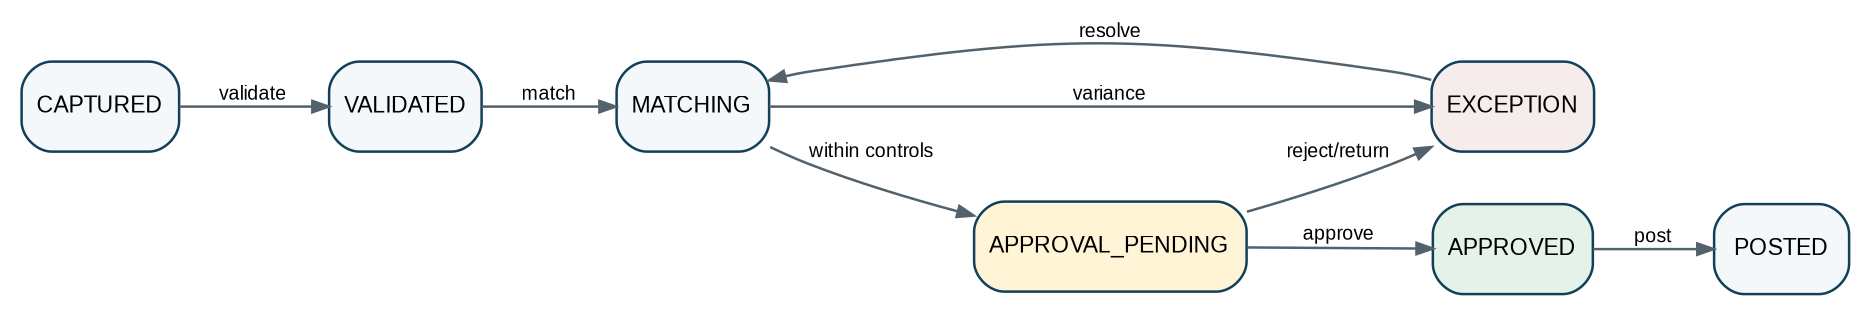 resolve
CAPTURED
validate
VALIDATED
match
MATCHING
variance
EXCEPTION
within controls
reject/return
APPROVAL_PENDING
approve
APPROVED
post
POSTED